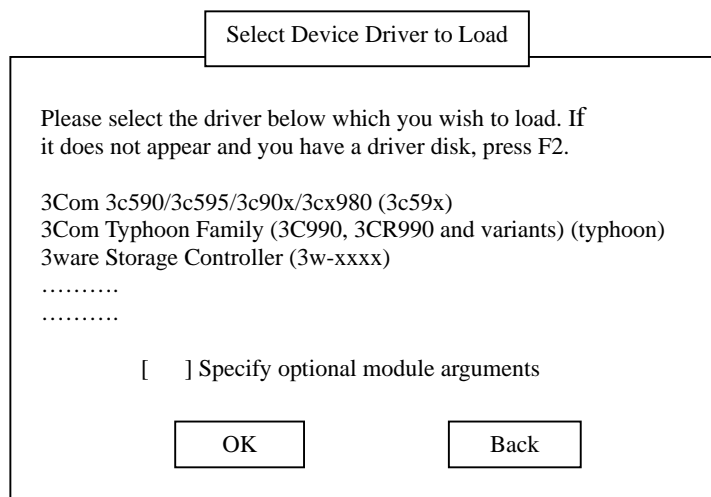 Select Device Driver to Load
Please select the driver below which you wish to load. If
it does not appear and you have a driver disk, press F2.
3Com 3c590/3c595/3c90x/3cx980 (3c59x)
3Com Typhoon Family (3C990, 3CR990 and variants) (typhoon)
3ware Storage Controller (3w-xxxx)
……….
……….
[ ] Specify optional module arguments
OK Back